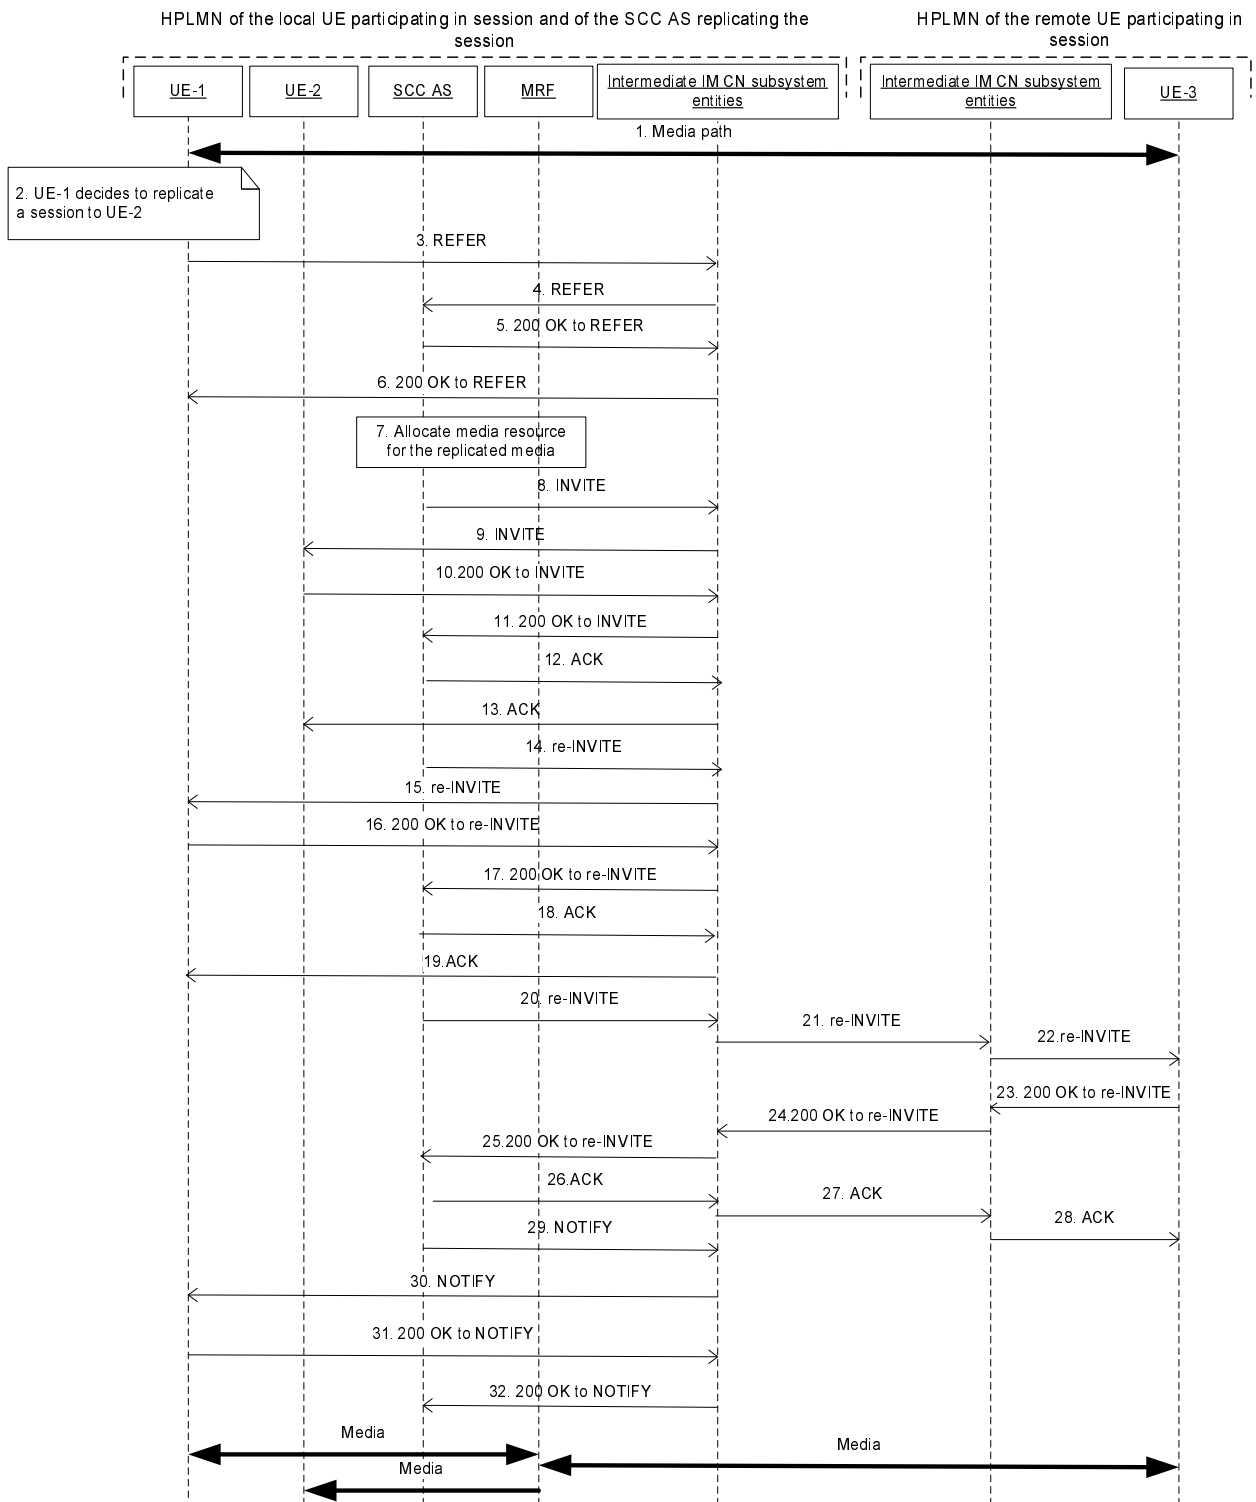 HPLMN of the local UE participating in session and of the SCC AS replicating the
session
HPLMN of the remote UE participating in
session
UE-1
UE-2
SCC AS
MRF
Intermediate IM CN subsystem
entities
Intermediate IM CN subsystem
entities
UE-3
1. Media path
2. UE-1 decides to replicate
a session to UE-2
3. REFER
4. REFER
5. 200 OK to REFER
6. 200 OK to REFER
7. Allocate media resource
for the replicated media
8. INVITE
9. INVITE
10.200 OK to INVITE
11. 200 OK to INVITE
12. ACK
13. ACK
14. re-INVITE
15. re-INVITE
16. 200 OK to re-INVITE
17. 200 OK to re-INVITE
18. ACK
19.ACK
20. re-INVITE
21. re-INVITE
22.re-INVITE
23. 200 OK to re-INVITE
24.200 OK to re-INVITE
25.200 OK to re-INVITE
26.ACK
27. ACK
28. ACK
29. NOTIFY
30. NOTIFY
31. 200 OK to NOTIFY
32. 200 OK to NOTIFY
Media
Media
Media